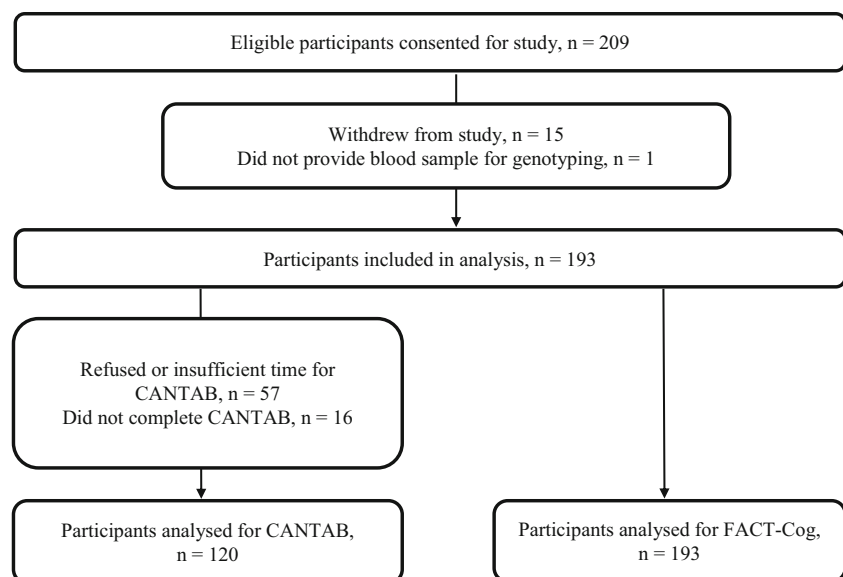 Eligible participants consented for study, n = 209
Withdrew from study, n = 15
Did not provide blood sample for genotyping, n = 1
Participants included in analysis, n = 193
Refused or insufficient time for
CANTAB, n = 57
Did not complete CANTAB, n = 16
Participants analysed for CANTAB,
n = 120
Participants analysed for FACT-Cog,
n = 193